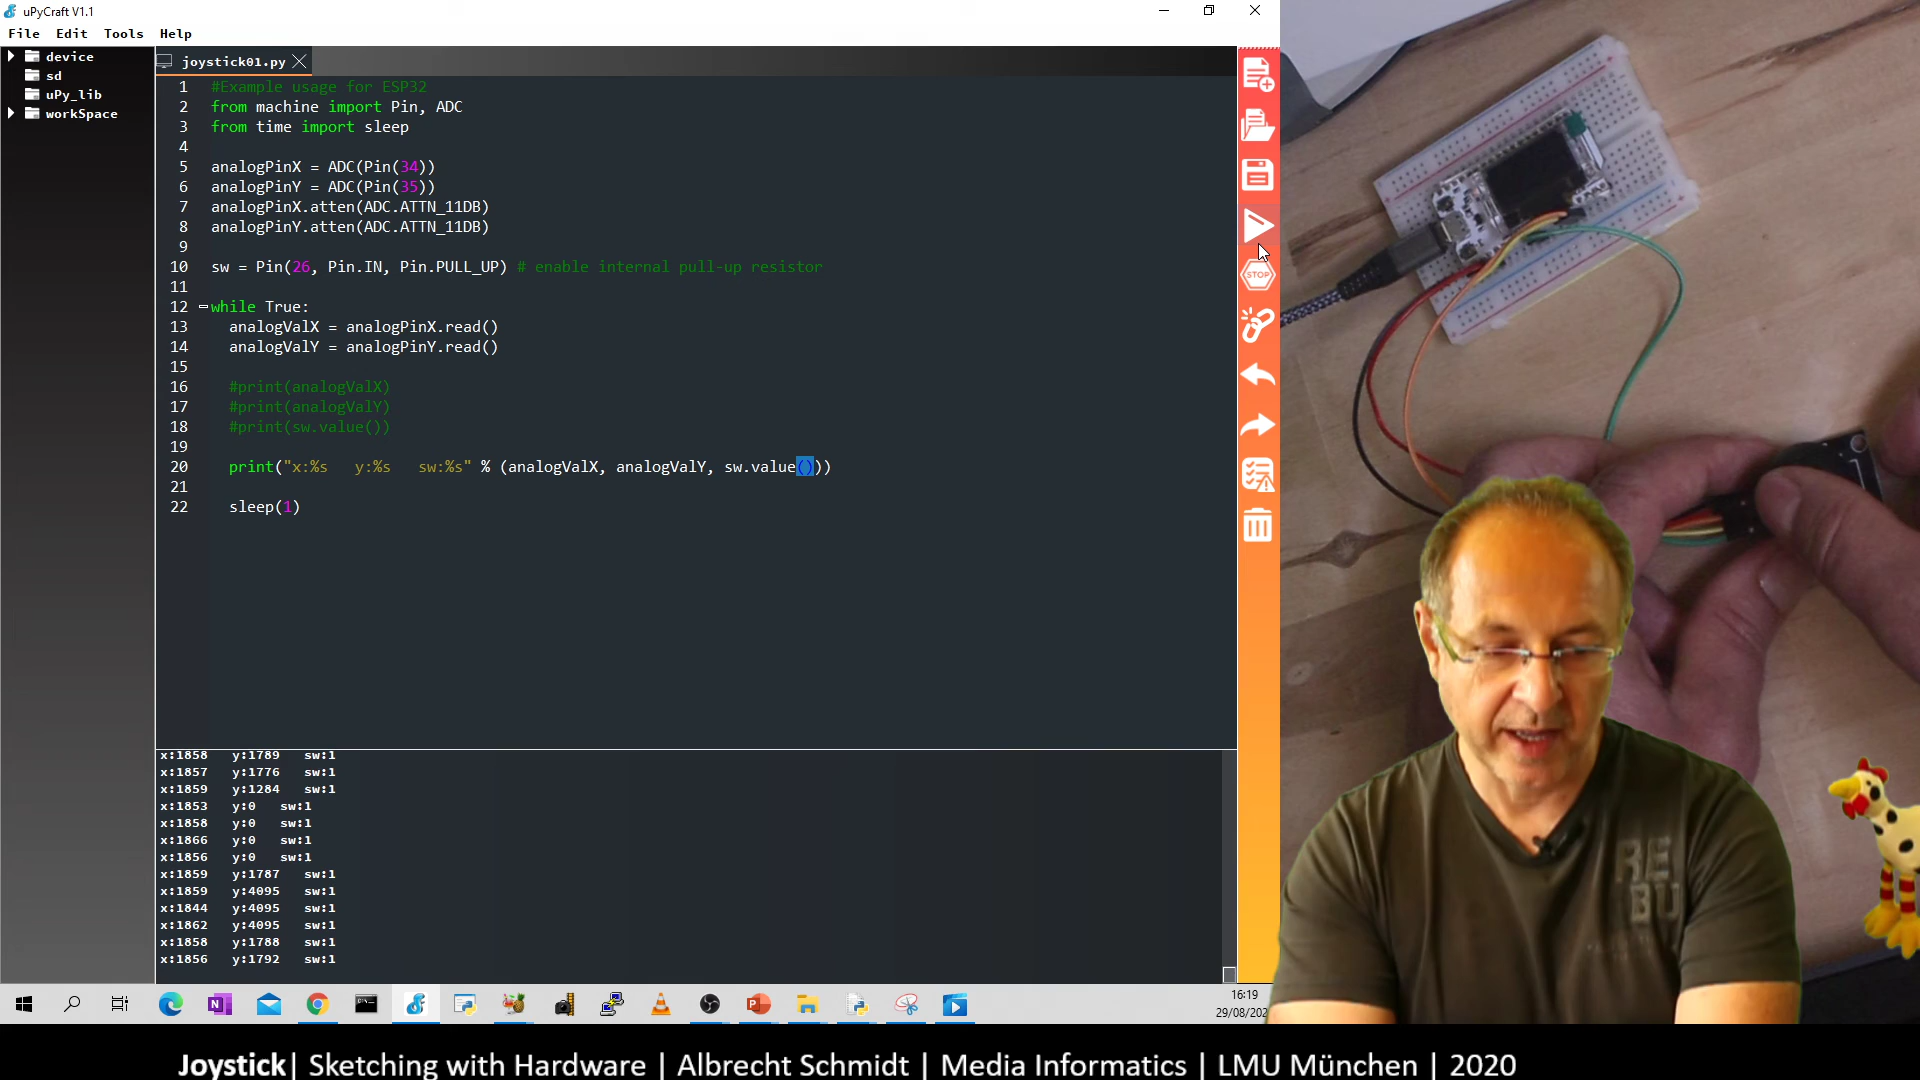 uPyCraft V1.1
File Edit Tools Help
device
sd
uPy_lib
workSpace
joystick01.py
1 #Example usage for ESP32
2 from machine import Pin, ADC
3 from time import sleep
4
5 analogPinX = ADC(Pin(34))
6 analogPinY = ADC(Pin(35))
7 analogPinX.atten(ADC.ATTN_11DB)
8 analogPinY.atten(ADC.ATTN_11DB)
9
10 sw = Pin(26, Pin.IN, Pin.PULL_UP) # enable internal pull-up resistor
11
12 while True:
13 analogValX = analogPinX.read()
14 analogValY = analogPinY.read()
15
16 #print(analogValX)
17 #print(analogValY)
18 #print(sw.value())
19
20 print("x:%s   y:%s   sw:%s" % (analogValX, analogValY, sw.value()))
21
22 sleep(1)
STOP
x:1858 y:1789 sw:1
x:1857 y:1776 sw:1
x:1859 y:1284 sw:1
x:1853 y:0 sw:1
x:1858 y:0 sw:1
x:1866 y:0 sw:1
x:1856 y:0 sw:1
x:1859 y:1787 sw:1
x:1859 y:4095 sw:1
x:1844 y:4095 sw:1
x:1862 y:4095 sw:1
x:1858 y:1788 sw:1
x:1856 y:1792 sw:1
RE
BU
16:19
29/08/202
Joystick| Sketching with Hardware | Albrecht Schmidt | Media Informatics | LMU München | 2020